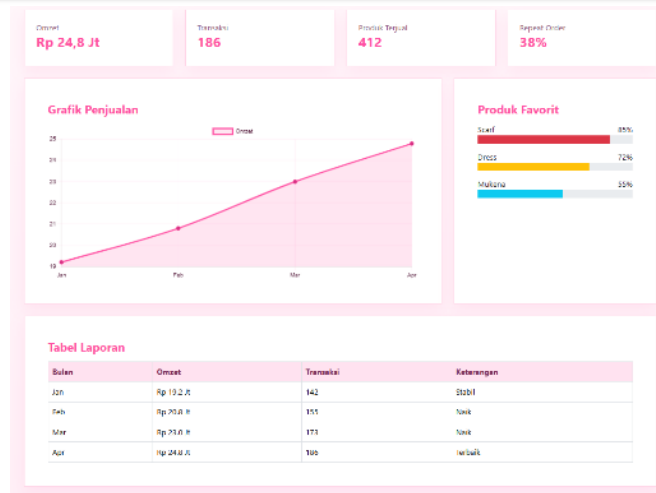 Omzet Transaksi Produk Terjual Repeat Order
Rp 24,8 Jt 186 412 38%
Grafik Penjualan
Omzet
25
24
23
22
21
20
19
Jan Feb Mar Apr
Produk Favorit
Scarf 85%
Dress 72%
Mukena 55%
Tabel Laporan
Bulan Omzet Transaksi Keterangan
Jan Rp 19.2 Jt 142 Stabil
Feb Rp 20.8 Jt 155 Naik
Mar Rp 23.0 Jt 173 Naik
Apr Rp 24.8 Jt 186 Terbaik